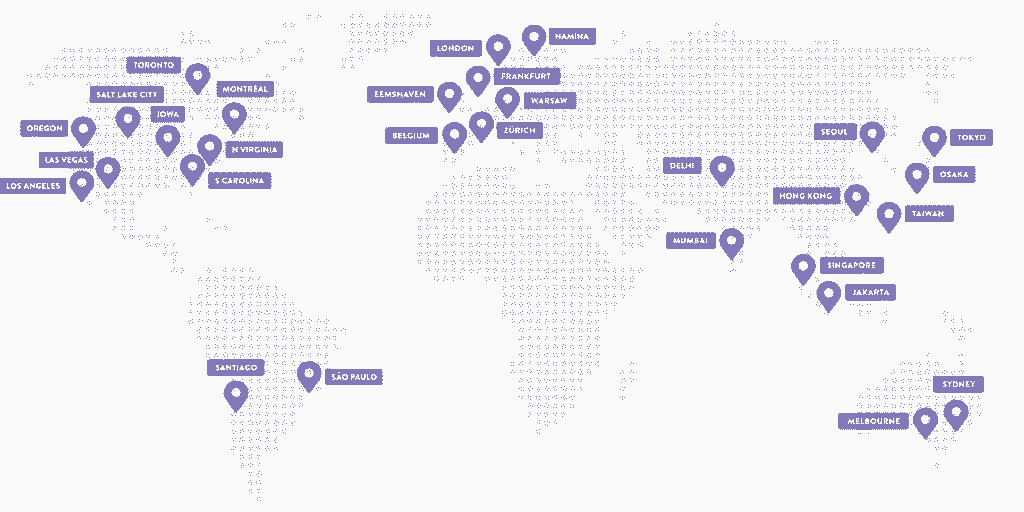 HAMINA
LONDON
TORONTO
FRANKFURT
MONTRÉAL
SALT LAKE CITY
EEMSHAVEN
WARSAW
IOWA
OREGON
ZÜRICH
BELGIUM
SEOUL
TOKYO
N VIRGINIA
LAS VEGAS
DELHI
OSAKA
S CAROLINA
LOS ANGELES
HONG KONG
TAIWAN
MUMBAI
SINGAPORE
JAKARTA
SANTIAGO
SÃO PAULO
SYDNEY
MELBOURNE